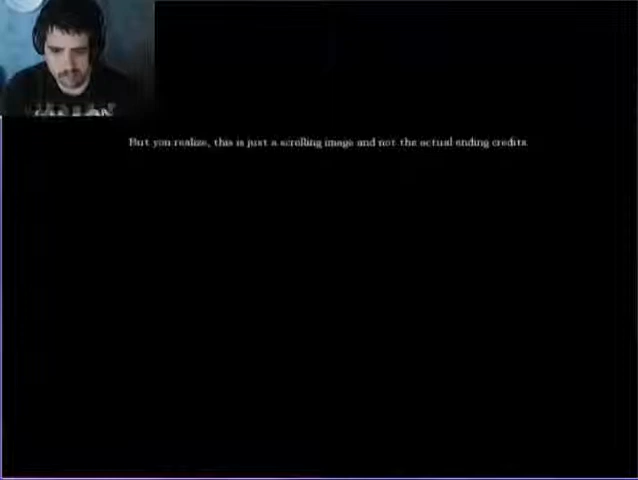 But you realize, this is just a scrolling image and not the actual ending credits.